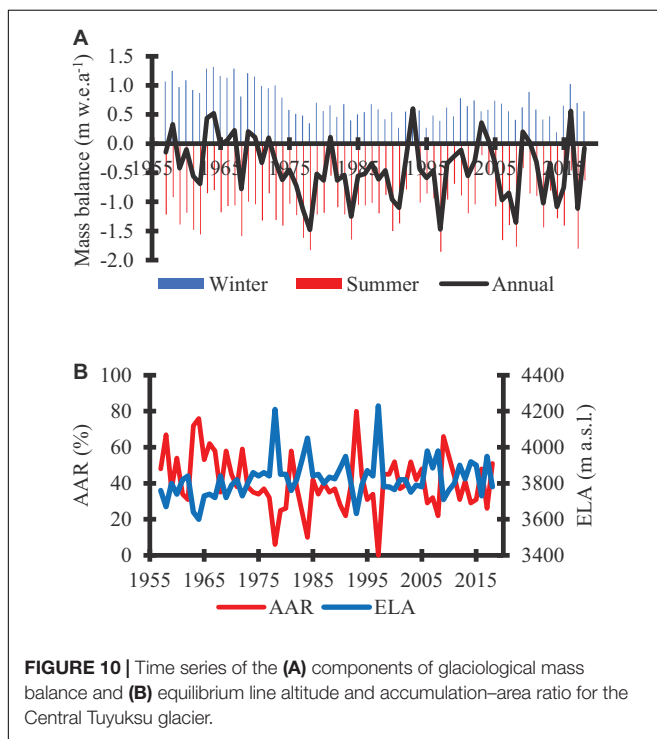 A
Mass balance (m w.e.a-1)
1.5
1.0
0.5
0.0
-0.5
-1.0
-1.5
-2.0
1955 1965 1975 1985 1995 2005 2015
Winter Summer Annual
B
AAR (%)
100
80
60
40
20
0
4400
4200
4000
3800
3600
3400
ELA (m a.s.l.)
1955 1965 1975 1985 1995 2005 2015
AAR ELA
FIGURE 10 | Time series of the (A) components of glaciological mass
balance and (B) equilibrium line altitude and accumulation–area ratio for the
Central Tuyuksu glacier.